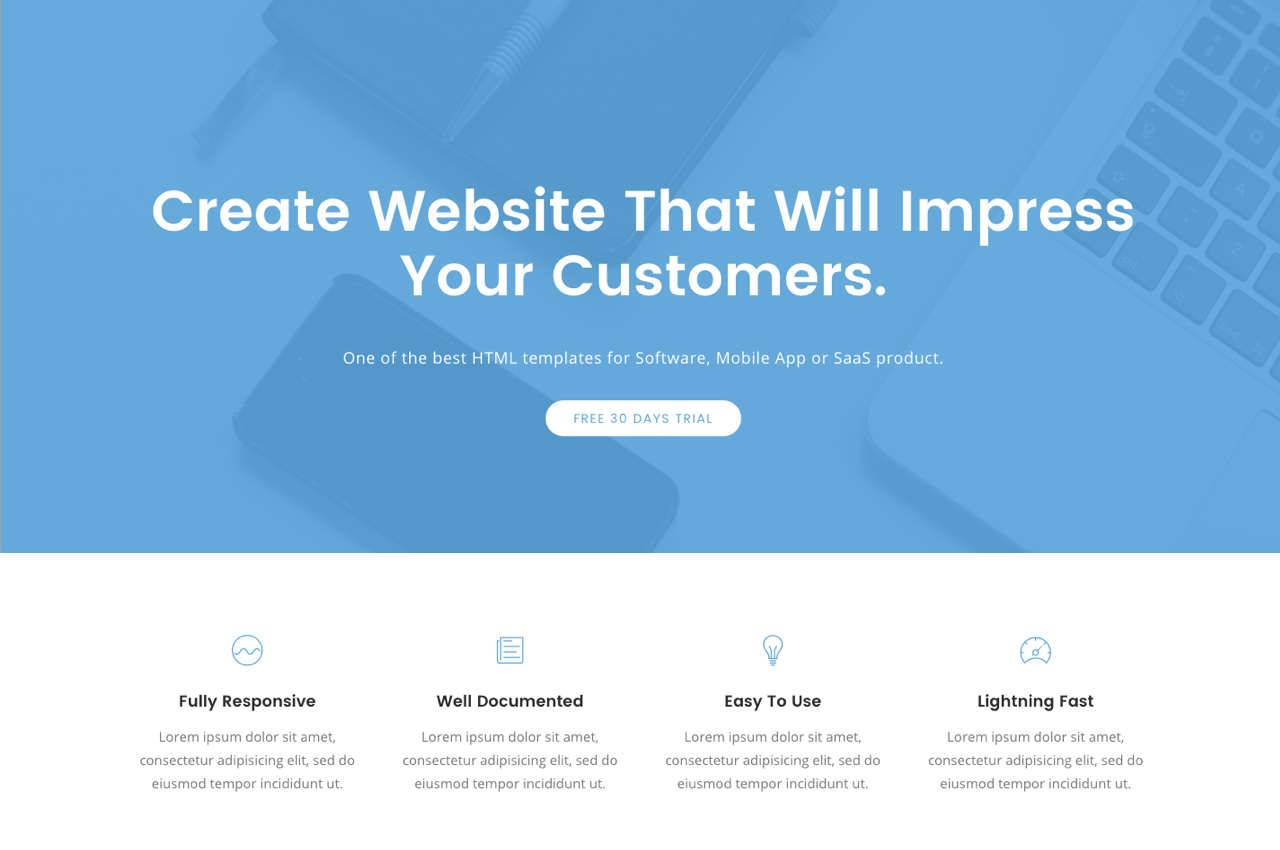 Create Website That Will Impress
Your Customers.
One of the best HTML templates for Software, Mobile App or SaaS product.
FREE 30 DAYS TRIAL
Fully Responsive
Well Documented
Easy To Use
Lightning Fast
Lorem ipsum dolor sit amet,
consectetur adipisicing elit, sed do
eiusmod tempor incididunt ut.
Lorem ipsum dolor sit amet,
consectetur adipisicing elit, sed do
eiusmod tempor incididunt ut.
Lorem ipsum dolor sit amet,
consectetur adipisicing elit, sed do
eiusmod tempor incididunt ut.
Lorem ipsum dolor sit amet,
consectetur adipisicing elit, sed do
eiusmod tempor incididunt ut.